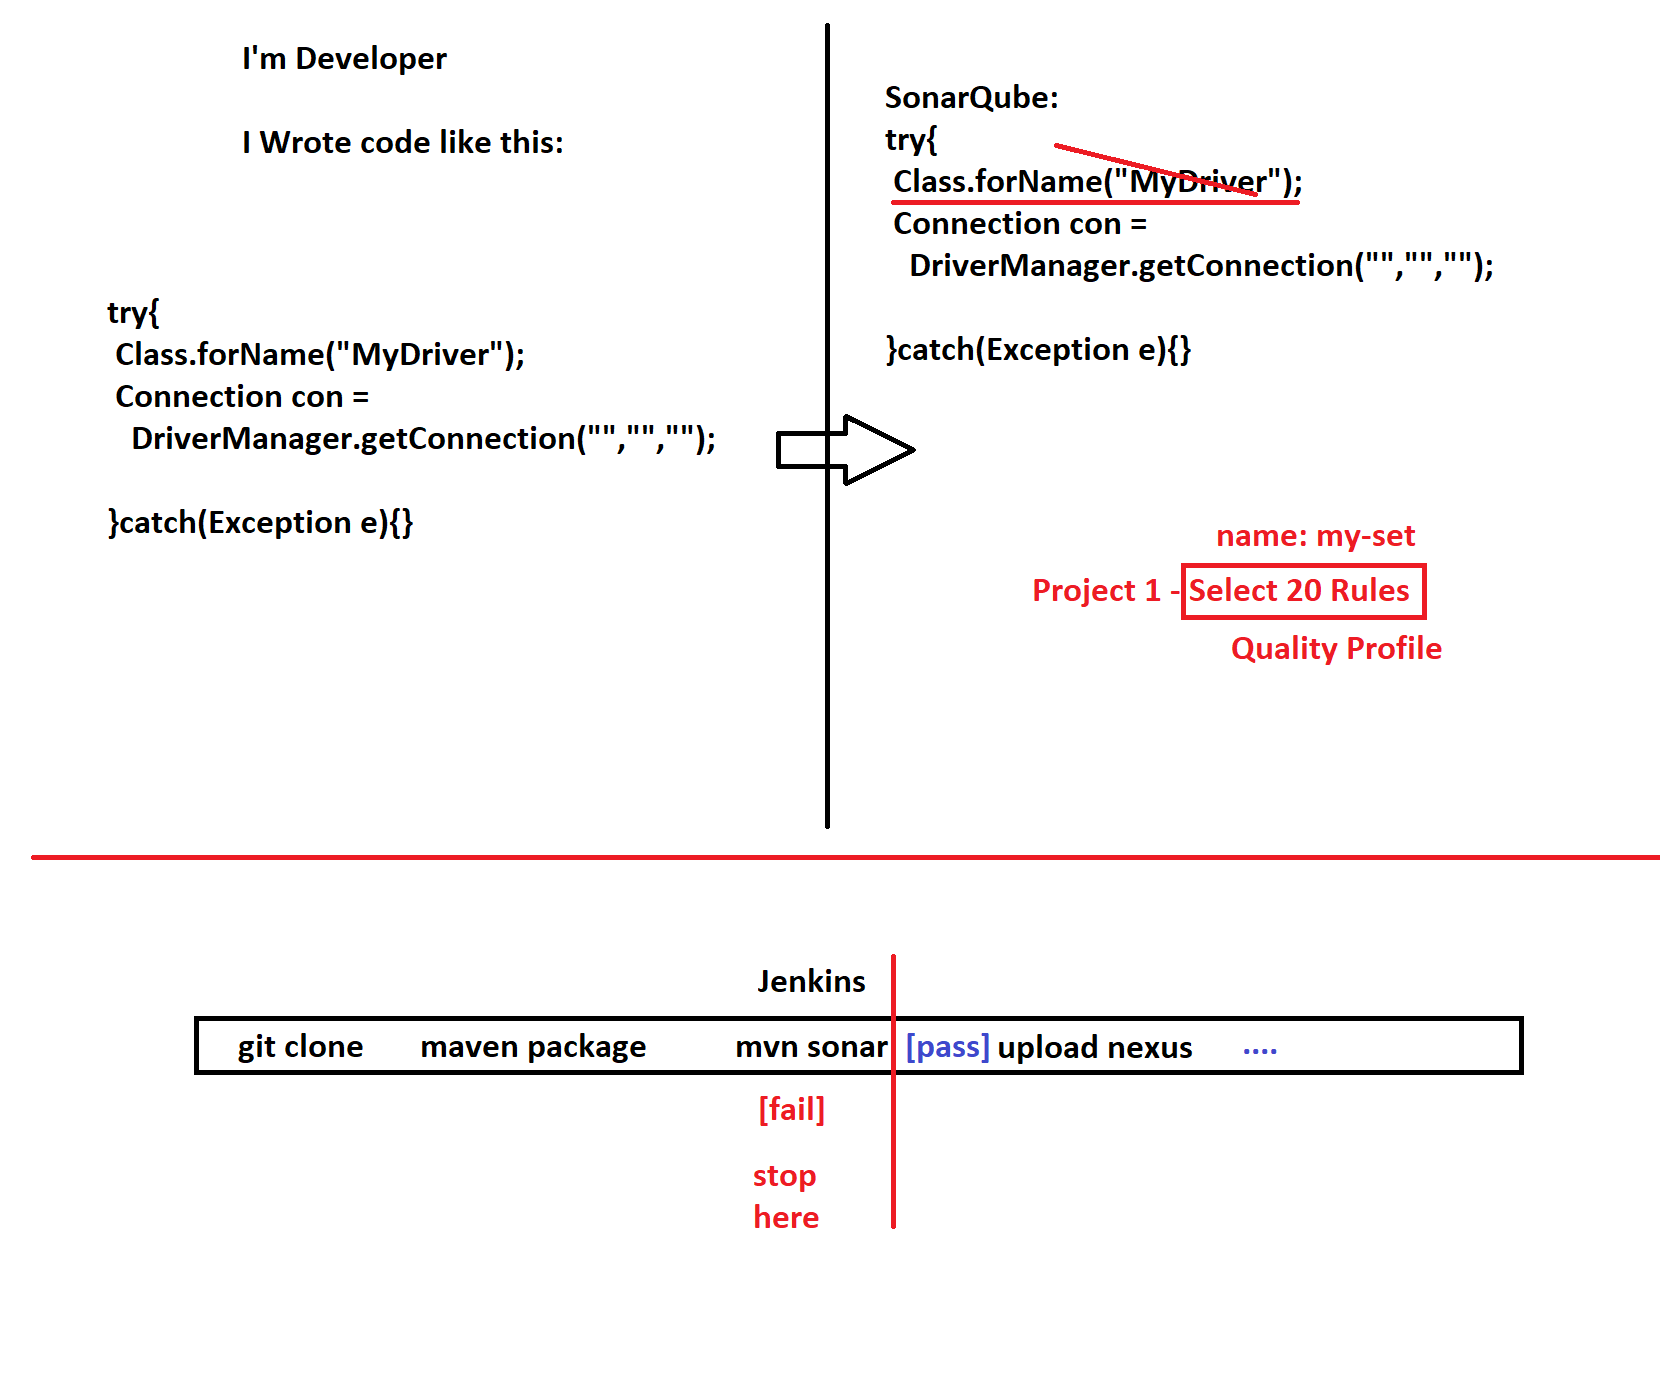 I'm Developer
I Wrote code like this:
try{
Class.forName("MyDriver");
Connection con =
DriverManager.getConnection("","","");
}catch(Exception e){}
SonarQube:
try{
Class.forName("MyDriver");
Connection con =
DriverManager.getConnection("","","");
}catch(Exception e){}
name: my-set
Project 1 - Select 20 Rules
Quality Profile
Jenkins
git clone maven package mvn sonar [pass] upload nexus ....
[fail]
stop
here